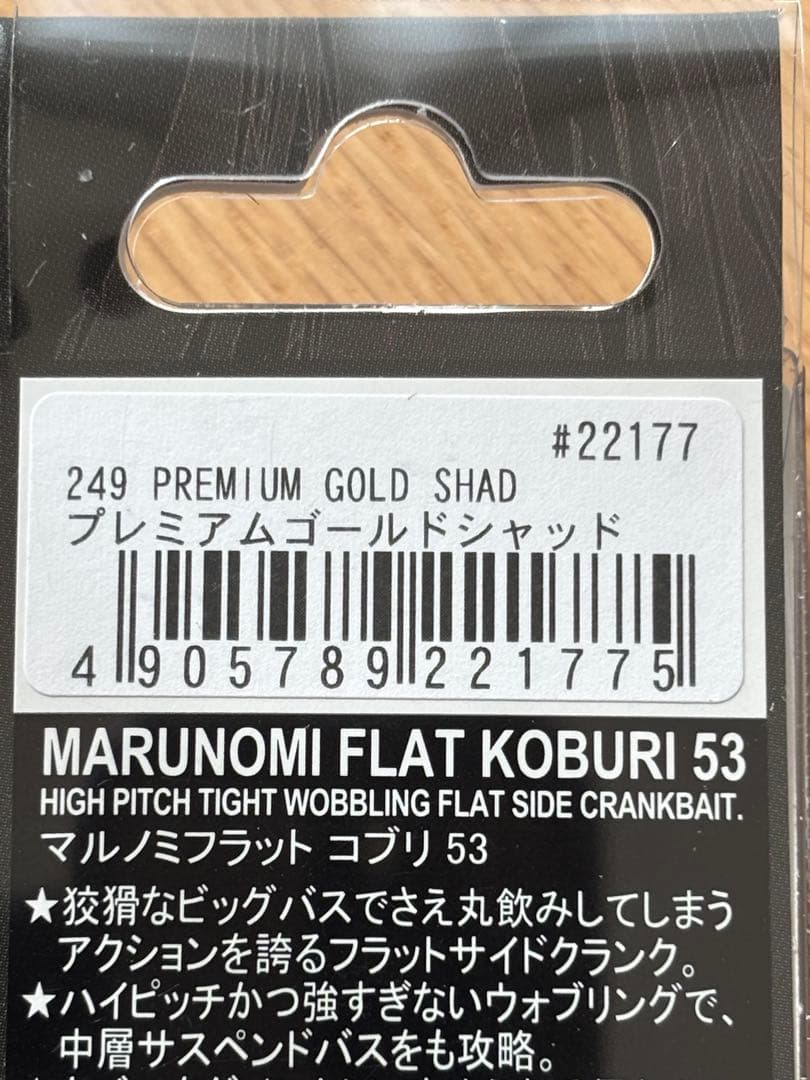 #22177
249 PREMIUM GOLD SHAD
プレミアムゴールドシャッド
4 905789 221775
MARUNOMI FLAT KOBURI 53
HIGH PITCH TIGHT WOBBLING FLAT SIDE CRANKBAIT.
マルノミフラット コブリ 53
★狡猾なビッグバスでさえ丸飲みしてしまう
アクションを誇るフラットサイドクランク。
★ハイピッチかつ強すぎないウォブリングで、
中層サスペンドバスをも攻略。